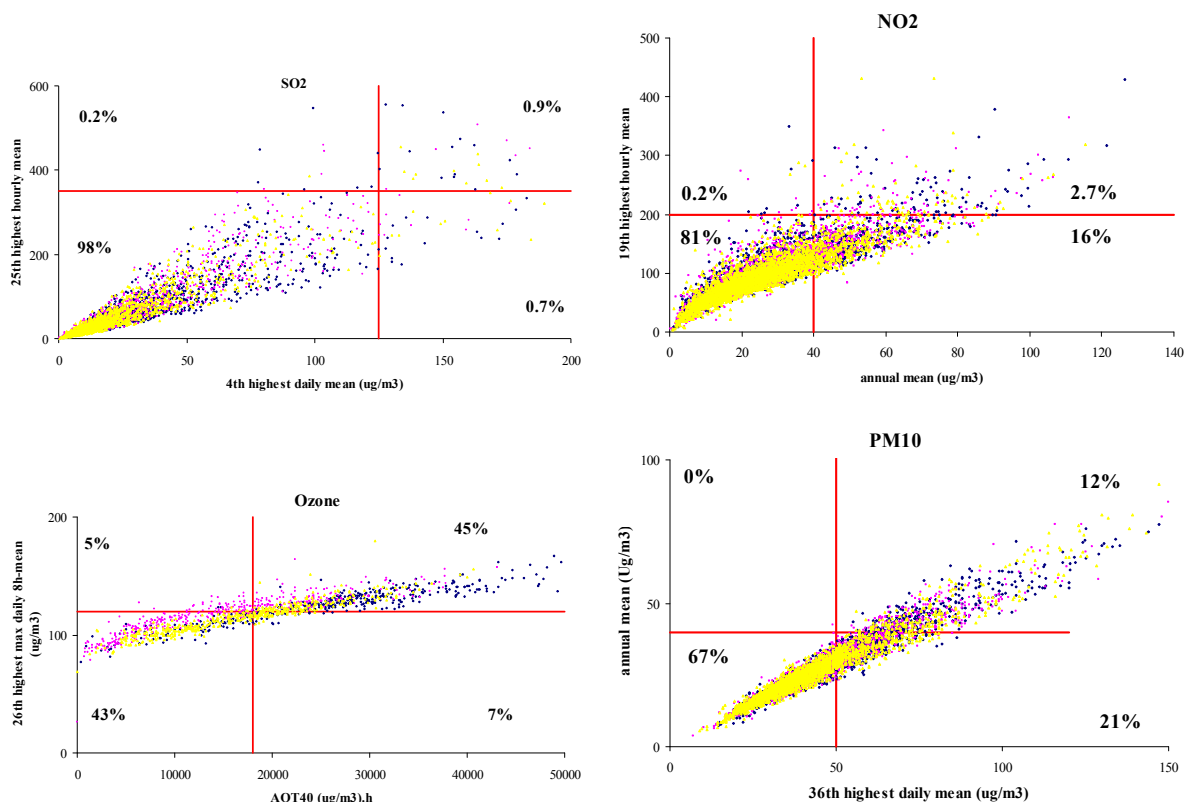 SO2
600
400
200
0
0.2%
0.9%
98%
0.7%
25th highest hourly mean
0 50 100 150 200
4th highest daily mean (ug/m3)
NO2
500
400
300
200
100
0
0.2%
2.7%
81%
16%
19th highest hourly mean
0 20 40 60 80 100 120 140
annual mean (ug/m3)
Ozone
200
100
0
5%
45%
43%
7%
26th highest max daily 8h-mean
(ug/m3)
0 10000 20000 30000 40000 50000
AOT40 (ug/m3).h
PM10
100
50
0
0%
12%
67%
21%
annual mean (Ug/m3)
0 50 100 150
36th highest daily mean (ug/m3)